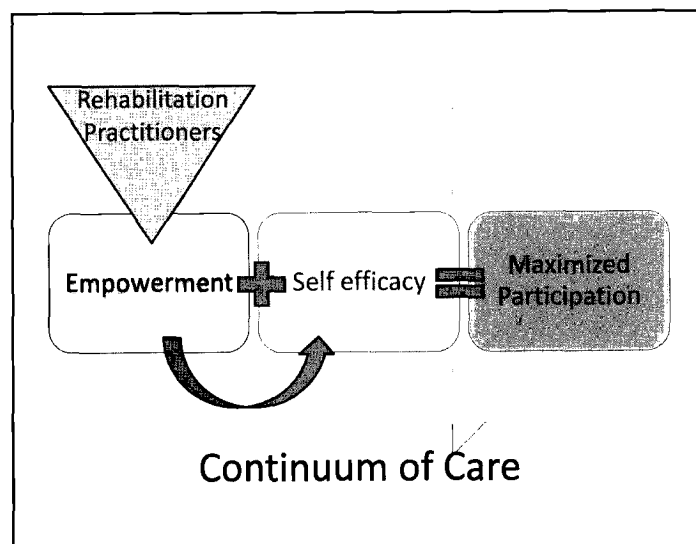 Rehabilitation
Practitioners
Empowerment
Self efficacy
Maximized
Participation
Continuum of Care